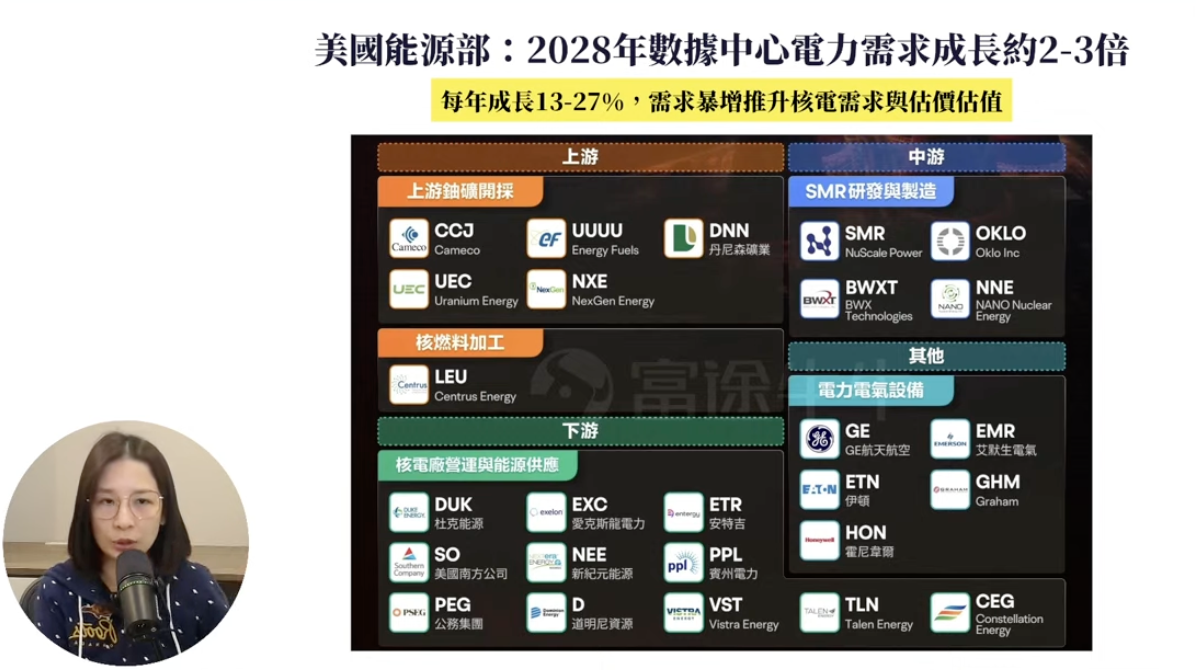 美國能源部：2028年數據中心電力需求成長約2-3倍
每年成長13-27%，需求暴增推升核電需求與估價估值
上游
上游鈾礦開採
Cameco
CCJ
Cameco
eF
UUUU
Energy Fuels
DNN
丹尼森礦業
UEC
UEC
Uranium Energy
NexGen
NXE
NexGen Energy
核燃料加工
Centrus
LEU
Centrus Energy
中游
SMR研發與製造
SMR
NuScale Power
OKLO
Oklo Inc
BWXT
BWXT
BWX
Technologies
NANO
NNE
NANO Nuclear
Energy
其他
電力電氣設備
GE
GE航天航空
EMERSON
EMR
艾默生電氣
EATON
ETN
伊頓
GRAHAM
GHM
Graham
Honeywell
HON
霍尼韋爾
下游
核電廠營運與能源供應
DUKE
ENERGY
DUK
杜克能源
exelon
EXC
愛克斯龍電力
entergy
ETR
安特吉
Southern
Company
SO
美國南方公司
ENERGY
NEE
新紀元能源
ppl
PPL
賓州電力
PSEG
PEG
公務集團
Dominion
Energy
D
道明尼資源
VISTRA
ENERGY
VST
Vistra Energy
TALEN
TLN
Talen Energy
CEG
Constellation
Energy
富途牛牛